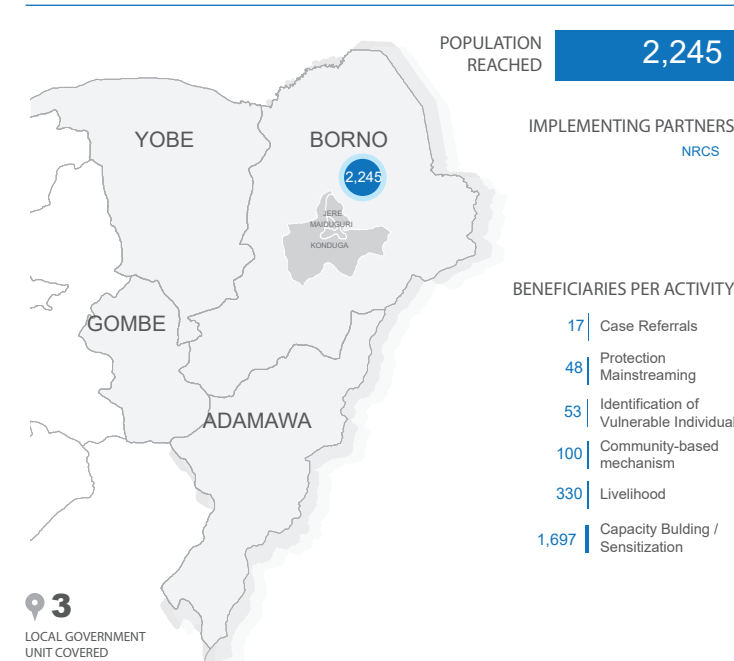 POPULATION
REACHED
2,245
IMPLEMENTING PARTNERS
NRCS
YOBE
BORNO
2,245
JERE
MAIDUGURI
KONDUGA
GOMBE
ADAMAWA
BENEFICIARIES PER ACTIVITY
17 Case Referrals
48 Protection
Mainstreaming
53 Identification of
Vulnerable Individual
100 Community-based
mechanism
330 Livelihood
1,697 Capacity Bulding /
Sensitization
3
LOCAL GOVERNMENT
UNIT COVERED